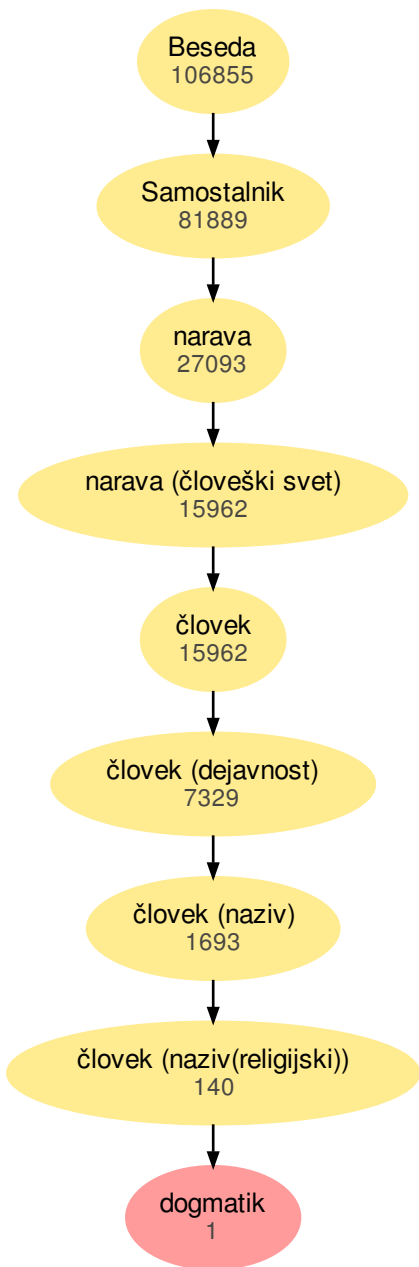 Beseda
106855
Samostalnik
81889
narava
27093
narava (človeški svet)
15962
človek
15962
človek (dejavnost)
7329
človek (naziv)
1693
človek (naziv(religijski))
140
dogmatik
1